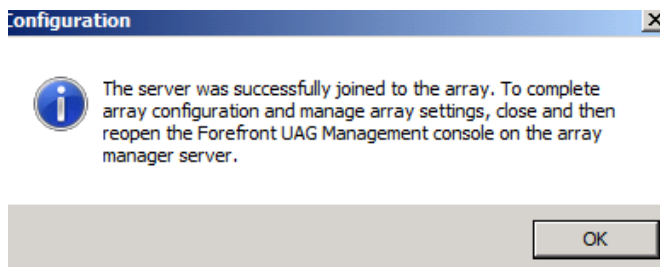 Configuration
The server was successfully joined to the array. To complete
array configuration and manage array settings, close and then
reopen the Forefront UAG Management console on the array
manager server.
OK